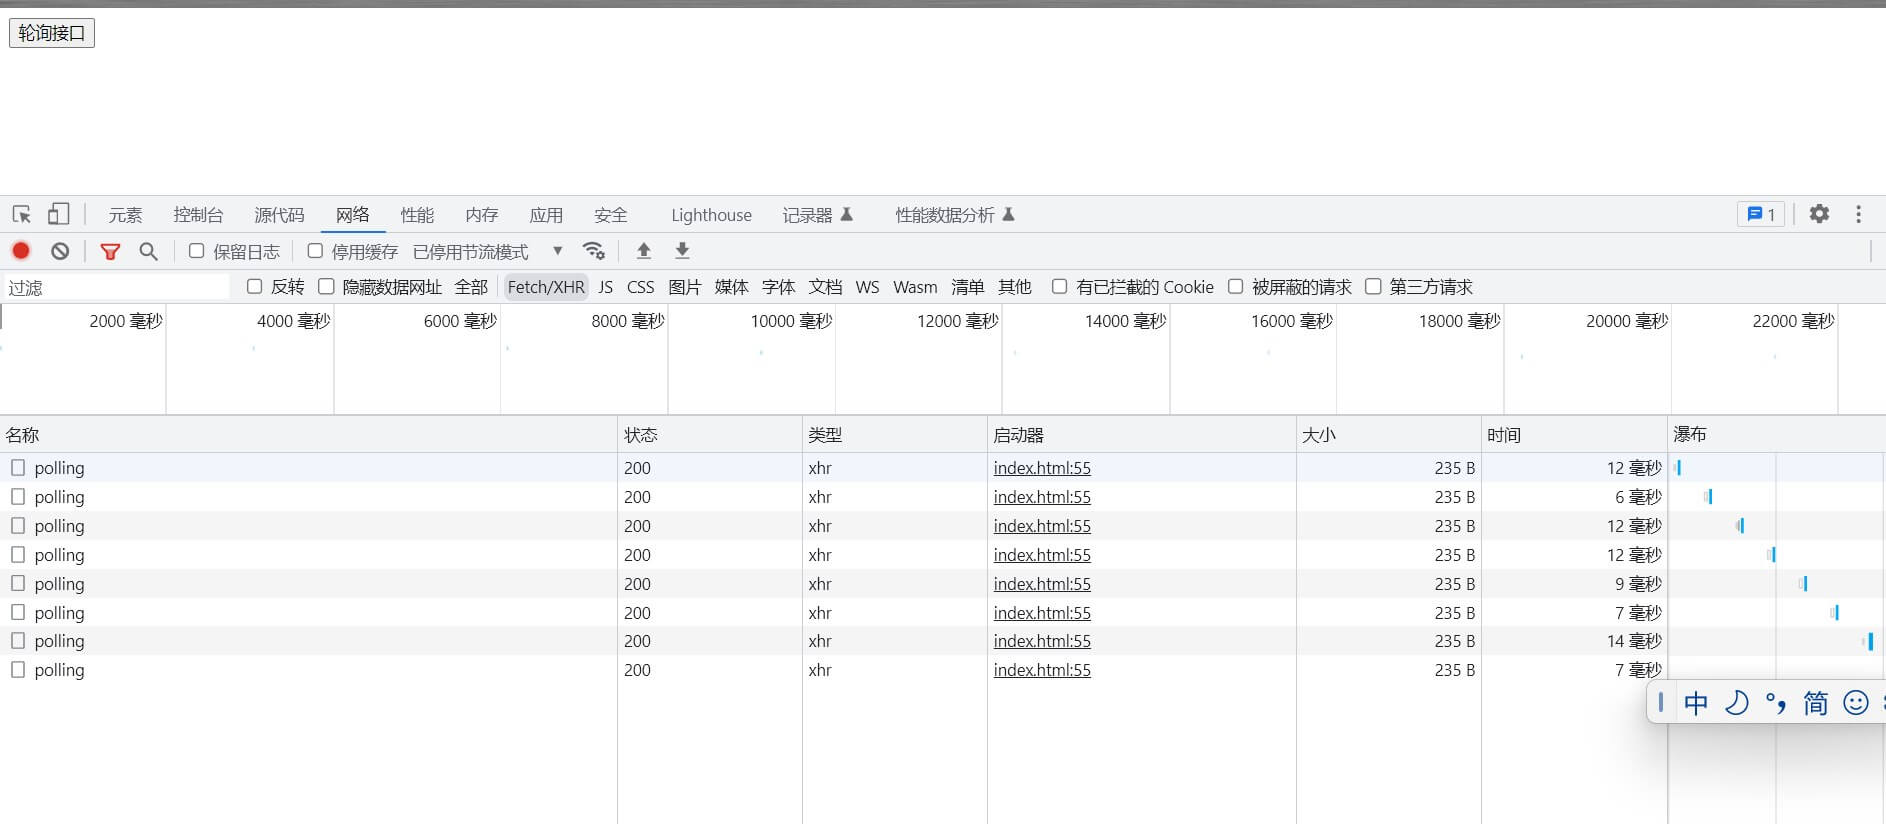 轮询接口
元素 控制台 源代码 网络 性能 内存 应用 安全 Lighthouse 记录器 性能数据分析 1
保留日志 停用缓存 已停用节流模式
过滤 反转 隐藏数据网址 全部 Fetch/XHR JS CSS 图片 媒体 字体 文档 WS Wasm 清单 其他 有已拦截的 Cookie 被屏蔽的请求 第三方请求
2000 毫秒 4000 毫秒 6000 毫秒 8000 毫秒 10000 毫秒 12000 毫秒 14000 毫秒 16000 毫秒 18000 毫秒 20000 毫秒 22000 毫秒
名称 状态 类型 启动器 大小 时间 瀑布
polling 200 xhr index.html:55 235 B 12 毫秒
polling 200 xhr index.html:55 235 B 6 毫秒
polling 200 xhr index.html:55 235 B 12 毫秒
polling 200 xhr index.html:55 235 B 12 毫秒
polling 200 xhr index.html:55 235 B 9 毫秒
polling 200 xhr index.html:55 235 B 7 毫秒
polling 200 xhr index.html:55 235 B 14 毫秒
polling 200 xhr index.html:55 235 B 7 毫秒
中 °, 简